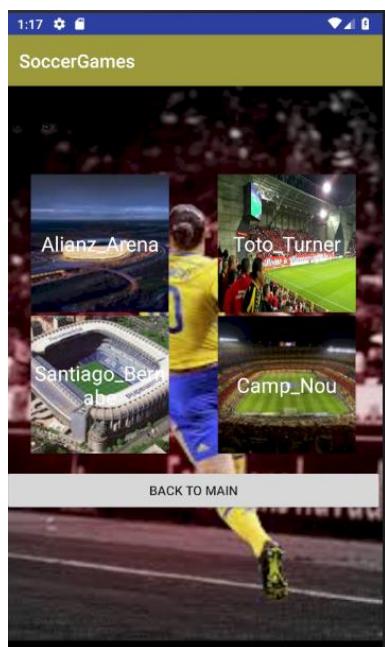 1:17
SoccerGames
Alianz_Arena
Toto_Turner
Santiago_Bern
abe
Camp_Nou
BACK TO MAIN